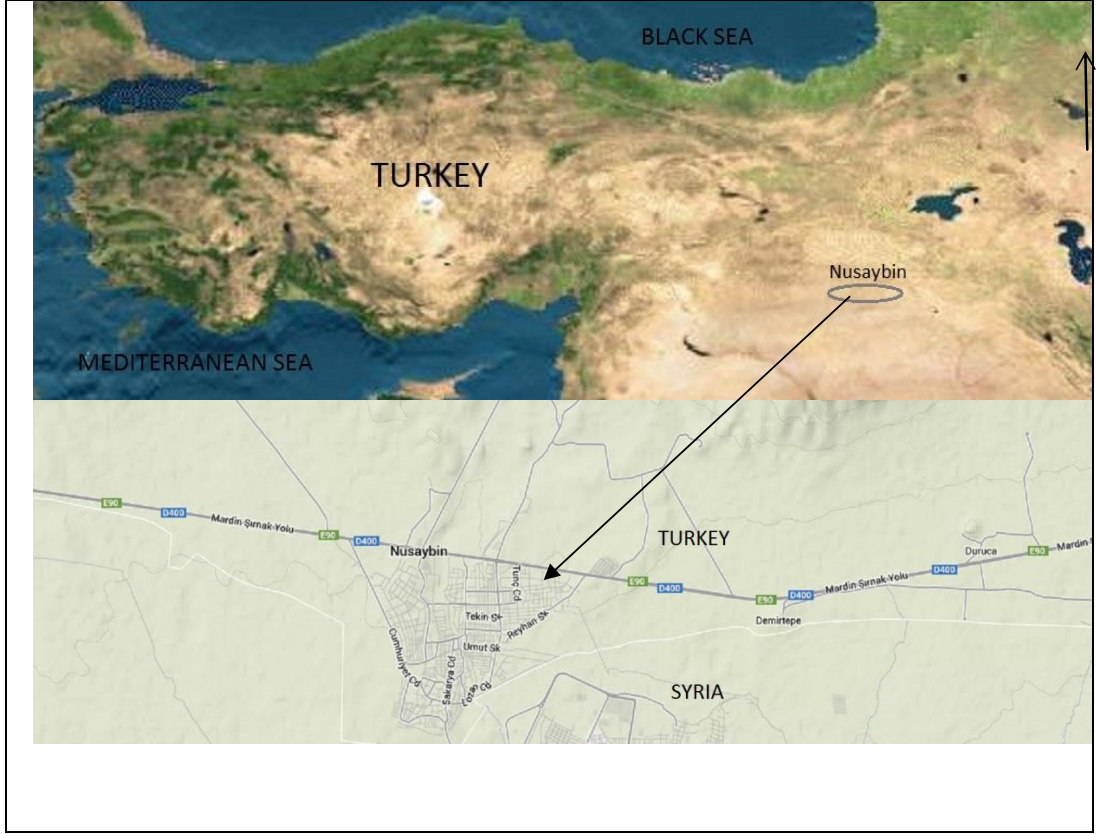 BLACK SEA
TURKEY
Nusaybin
MEDITERRANEAN SEA
E90
D400
Mardin Şırnak Yolu
E90
D400
Nusaybin
TURKEY
Duruca
E90
Mardin
D400
Tunç Cd
E90
D400
Mardin Şırnak Yolu
E90
D400
Demirtepe
Tekin Sk
Reyhan Sk
Umut Sk
Cumhuriyet Cd
Sakarya Cd
SYRIA